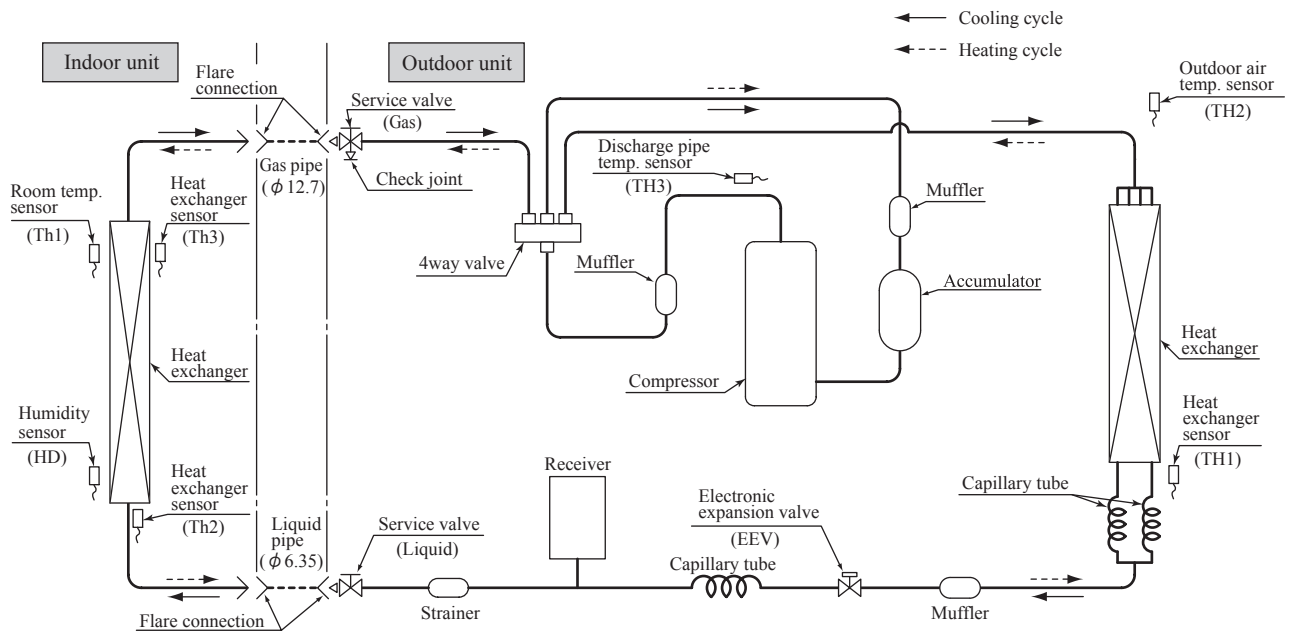 Cooling cycle
Heating cycle
Indoor unit
Outdoor unit
Flare
connection
Service valve
(Gas)
Outdoor air
temp. sensor
(TH2)
Gas pipe
(ϕ 12.7)
Check joint
Discharge pipe
temp. sensor
(TH3)
Room temp.
sensor
(Th1)
Heat
exchanger
sensor
(Th3)
Muffler
4way valve
Muffler
Accumulator
Heat
exchanger
Heat
exchanger
Compressor
Humidity
sensor
(HD)
Heat
exchanger
sensor
(TH1)
Receiver
Heat
exchanger
sensor
(Th2)
Electronic
expansion valve
(EEV)
Capillary tube
Liquid
pipe
(ϕ 6.35)
Service valve
(Liquid)
Capillary tube
Strainer
Muffler
Flare connection